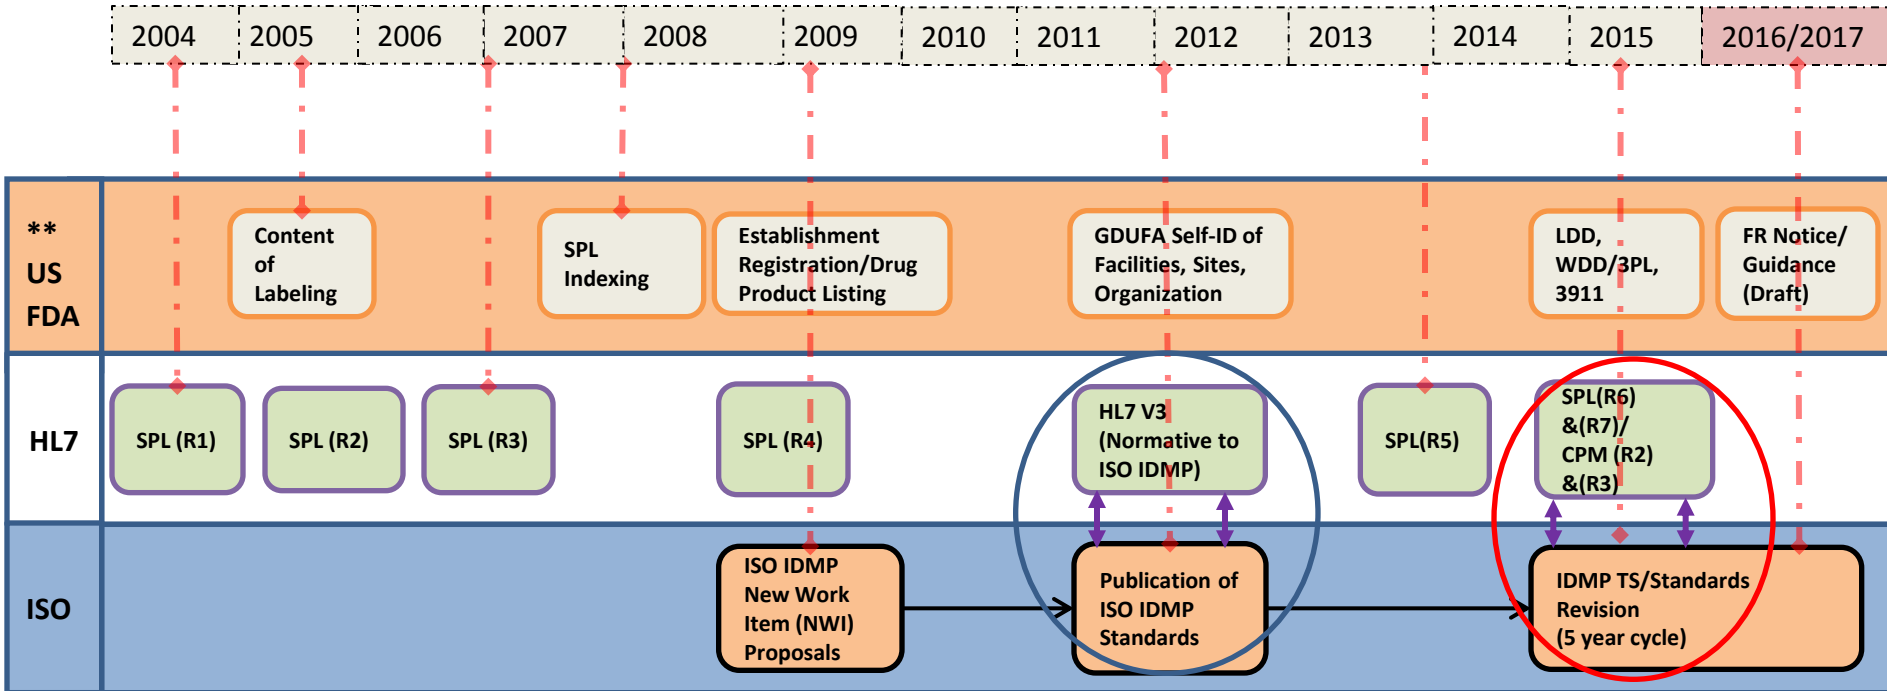 2004 2005 2006 2007 2008 2009 2010 2011 2012 2013 2014 2015 2016/2017
**
US
FDA
Content
of
Labeling
SPL
Indexing
Establishment
Registration/Drug
Product Listing
GDUFA Self-ID of
Facilities, Sites,
Organization
LDD,
WDD/3PL,
3911
FR Notice/
Guidance
(Draft)
HL7
SPL (R1)
SPL (R2)
SPL (R3)
SPL (R4)
HL7 V3
(Normative to
ISO IDMP)
SPL(R5)
SPL(R6)
&(R7)/
CPM (R2)
&(R3)
ISO
ISO IDMP
New Work
Item (NWI)
Proposals
Publication of
ISO IDMP
Standards
IDMP TS/Standards
Revision
(5 year cycle)